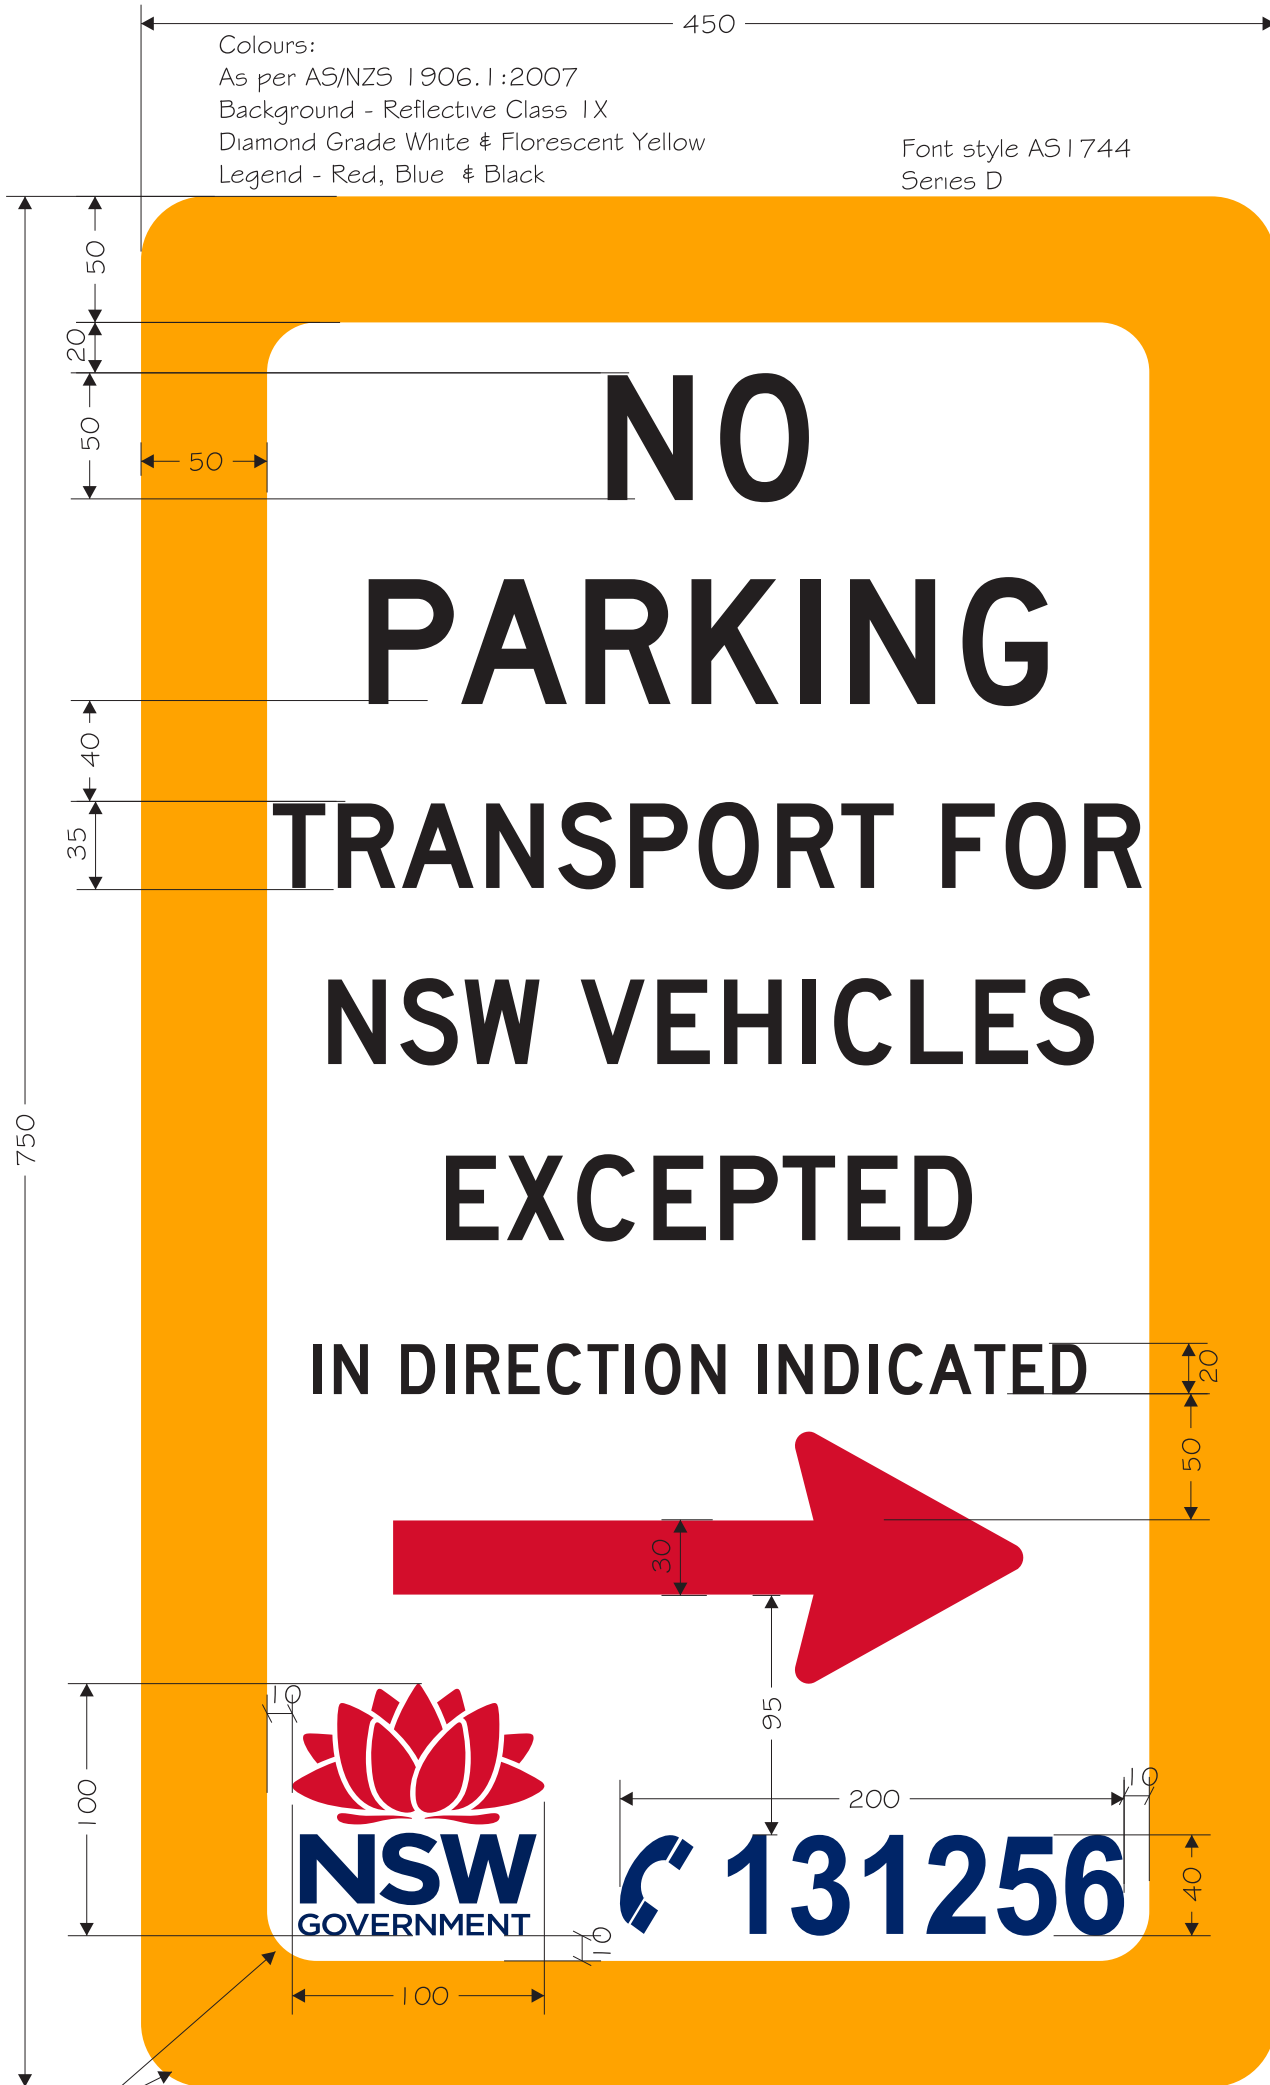 450
Colours:
As per AS/NZS 1906.1:2007
Background - Reflective Class 1X
Diamond Grade White & Florescent Yellow
Legend - Red, Blue & Black
Font style AS1744
Series D
50
20
50
50
NO
PARKING
40
35
TRANSPORT FOR
NSW VEHICLES
750
EXCEPTED
IN DIRECTION INDICATED
20
50
30
95
10
100
200
10
NSW
GOVERNMENT
131256
40
10
100